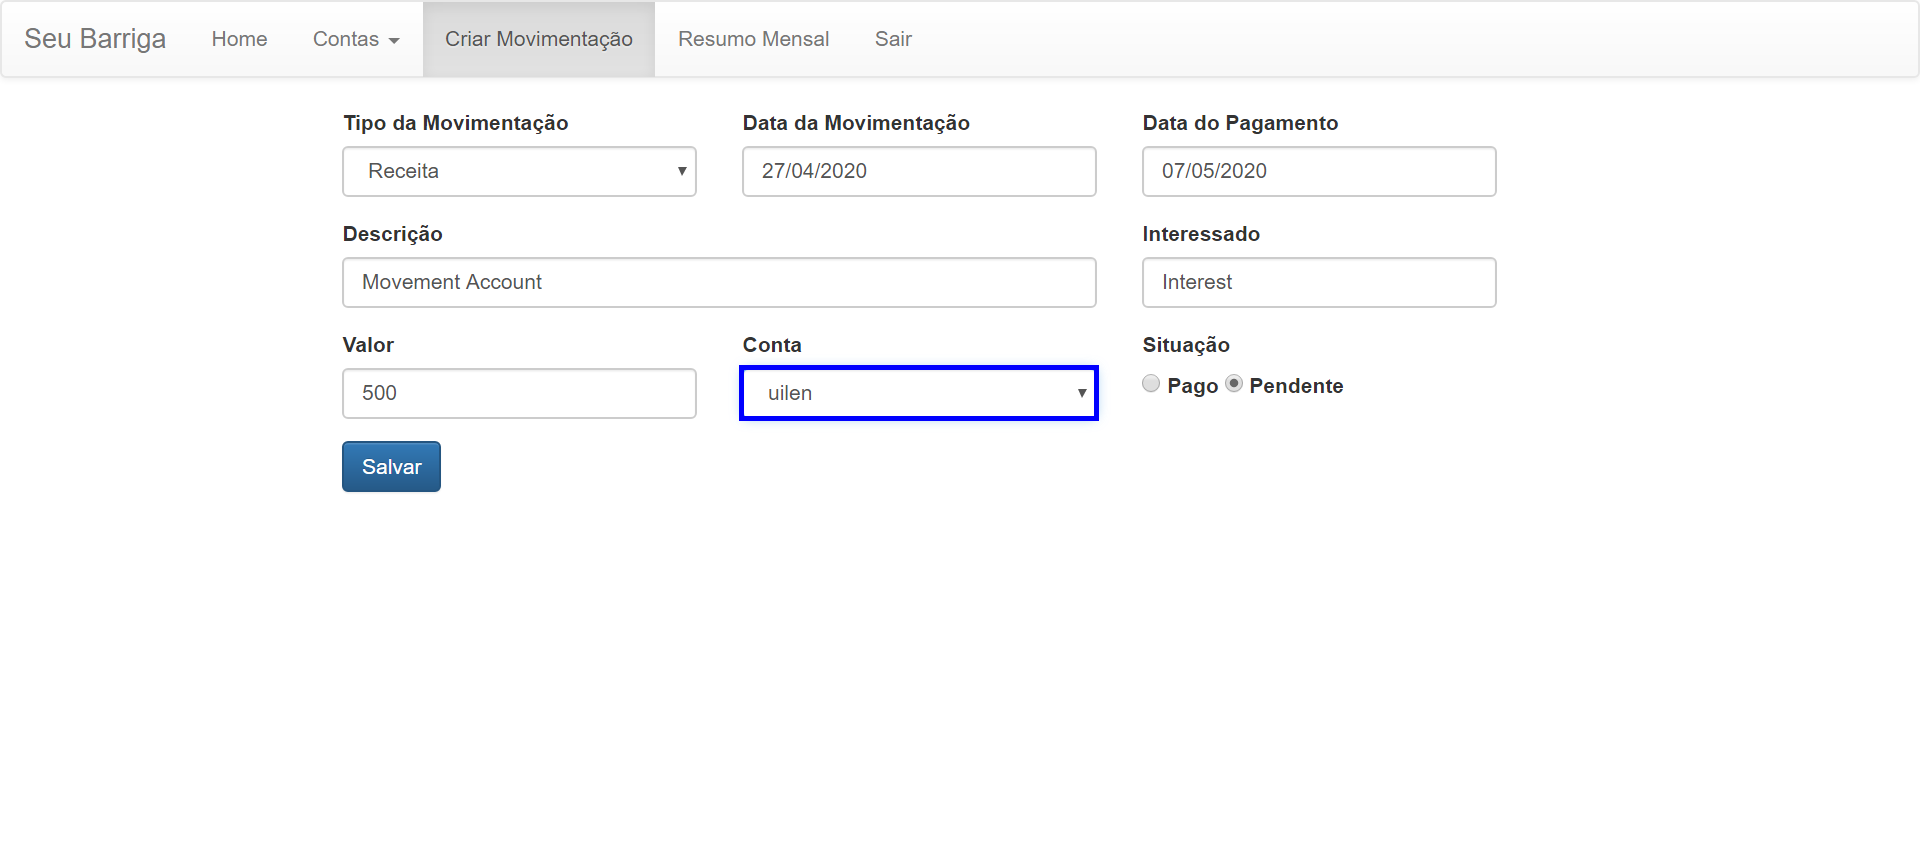 Seu Barriga Home Contas Criar Movimentação Resumo Mensal Sair
Tipo da Movimentação Data da Movimentação Data do Pagamento
Receita 27/04/2020 07/05/2020
Descrição Interessado
Movement Account Interest
Valor Conta Situação
500 uilen Pago Pendente
Salvar